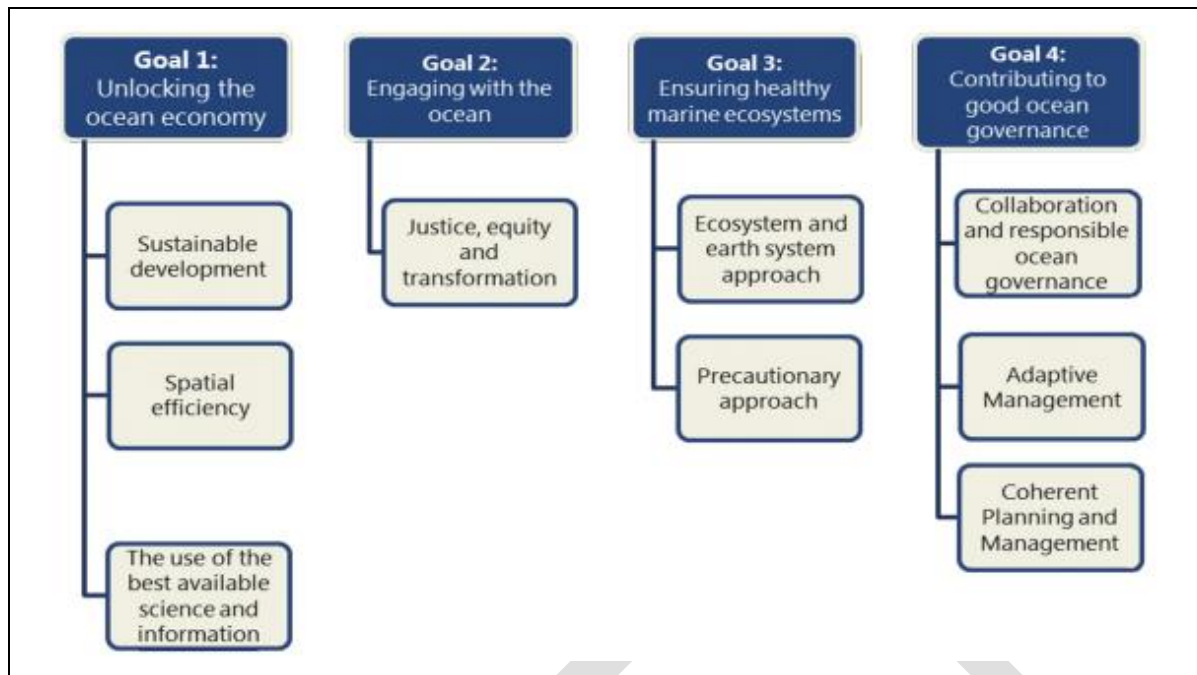 Goal 1:
Unlocking the
ocean economy
Sustainable
development
Spatial
efficiency
The use of the
best available
science and
information
Goal 2:
Engaging with the
ocean
Justice, equity
and
transformation
Goal 3:
Ensuring healthy
marine ecosystems
Ecosystem and
earth system
approach
Precautionary
approach
Goal 4:
Contributing to
good ocean
governance
Collaboration
and responsible
ocean
governance
Adaptive
Management
Coherent
Planning and
Management